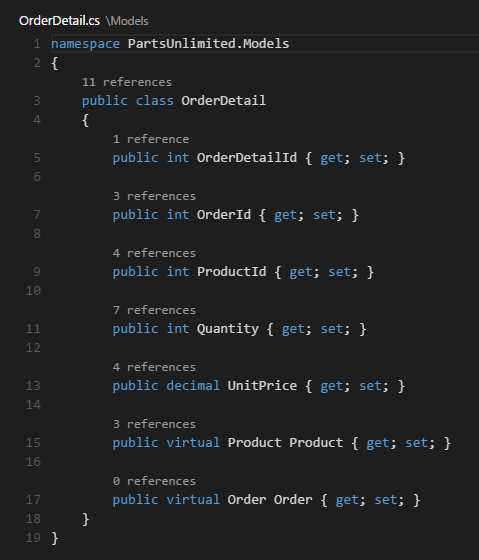 OrderDetail.cs \Models
1 namespace PartsUnlimited.Models
2 {
11 references
3 public class OrderDetail
4 {
1 reference
5 public int OrderDetailId { get; set; }
6
3 references
7 public int OrderId { get; set; }
8
4 references
9 public int ProductId { get; set; }
10
7 references
11 public int Quantity { get; set; }
12
4 references
13 public decimal UnitPrice { get; set; }
14
3 references
15 public virtual Product Product { get; set; }
16
0 references
17 public virtual Order Order { get; set; }
18 }
19 }